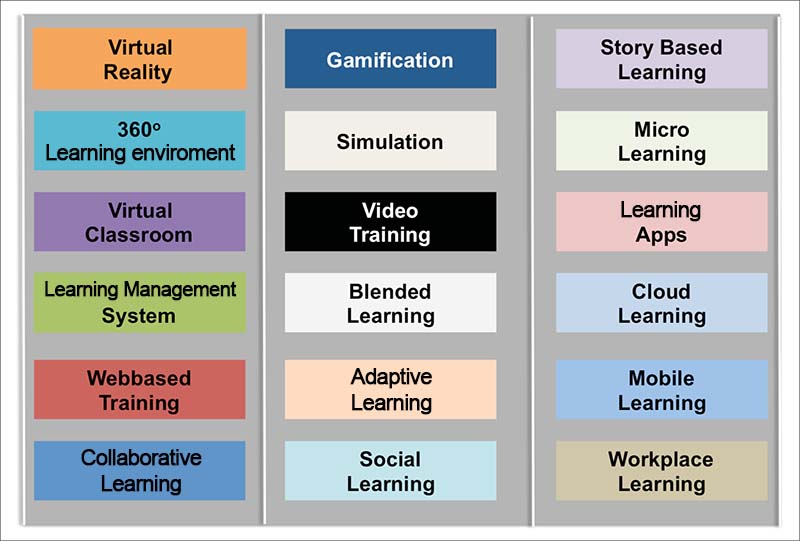 Virtual
Reality
360º
Learning enviroment
Virtual
Classroom
Learning Management
System
Webbased
Training
Collaborative
Learning
Gamification
Simulation
Video
Training
Blended
Learning
Adaptive
Learning
Social
Learning
Story Based
Learning
Micro
Learning
Learning
Apps
Cloud
Learning
Mobile
Learning
Workplace
Learning